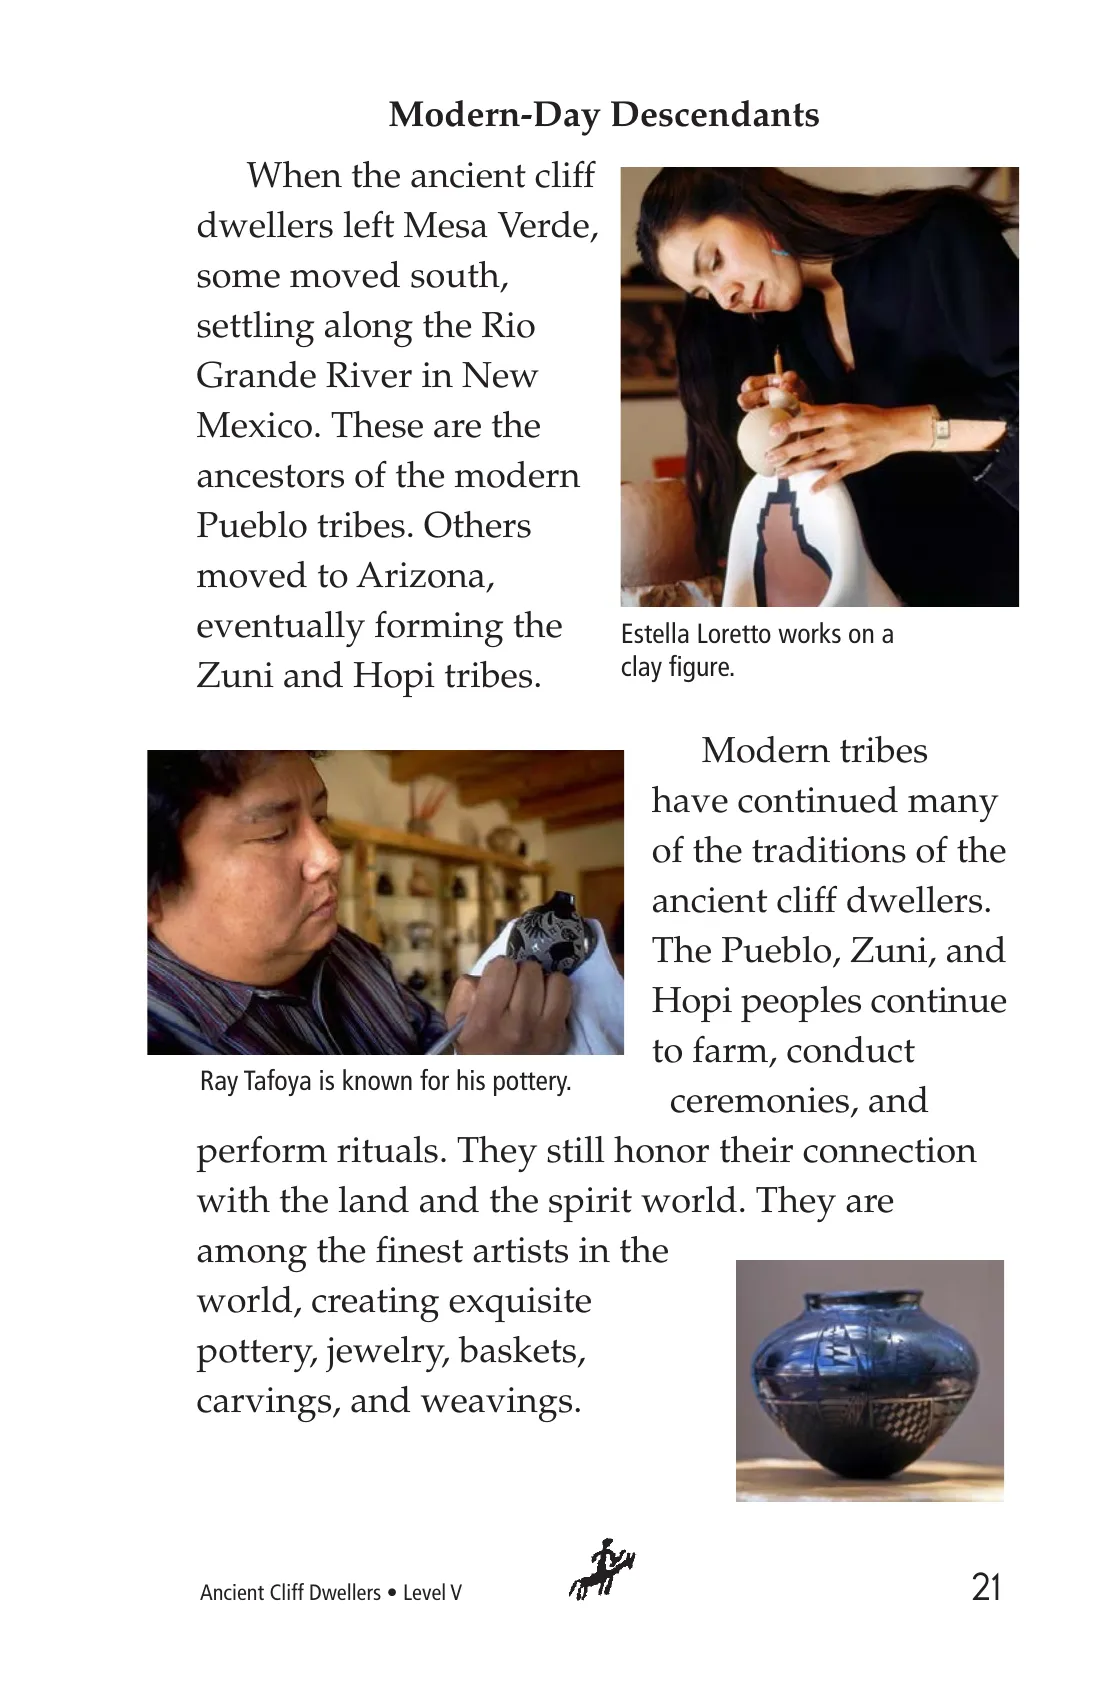 Modern-Day Descendants
When the ancient cliff
dwellers left Mesa Verde,
some moved south,
settling along the Rio
Grande River in New
Mexico. These are the
ancestors of the modern
Pueblo tribes. Others
moved to Arizona,
eventually forming the
Zuni and Hopi tribes.
Estella Loretto works on a
clay figure.
Ray Tafoya is known for his pottery.
Modern tribes
have continued many
of the traditions of the
ancient cliff dwellers.
The Pueblo, Zuni, and
Hopi peoples continue
to farm, conduct
ceremonies, and
perform rituals. They still honor their connection
with the land and the spirit world. They are
among the finest artists in the
world, creating exquisite
pottery, jewelry, baskets,
carvings, and weavings.
Ancient Cliff Dwellers • Level V
21